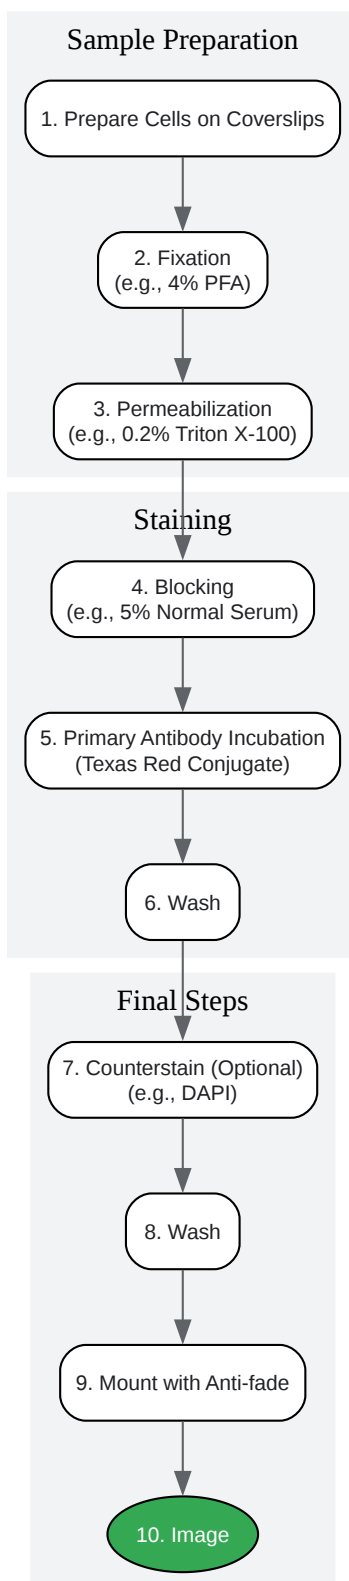 Sample Preparation
1. Prepare Cells on Coverslips
2. Fixation
(e.g., 4% PFA)
3. Permeabilization
(e.g., 0.2% Triton X-100)
Staining
4. Blocking
(e.g., 5% Normal Serum)
5. Primary Antibody Incubation
(Texas Red Conjugate)
6. Wash
Final Steps
7. Counterstain (Optional)
(e.g., DAPI)
8. Wash
9. Mount with Anti-fade
10. Image